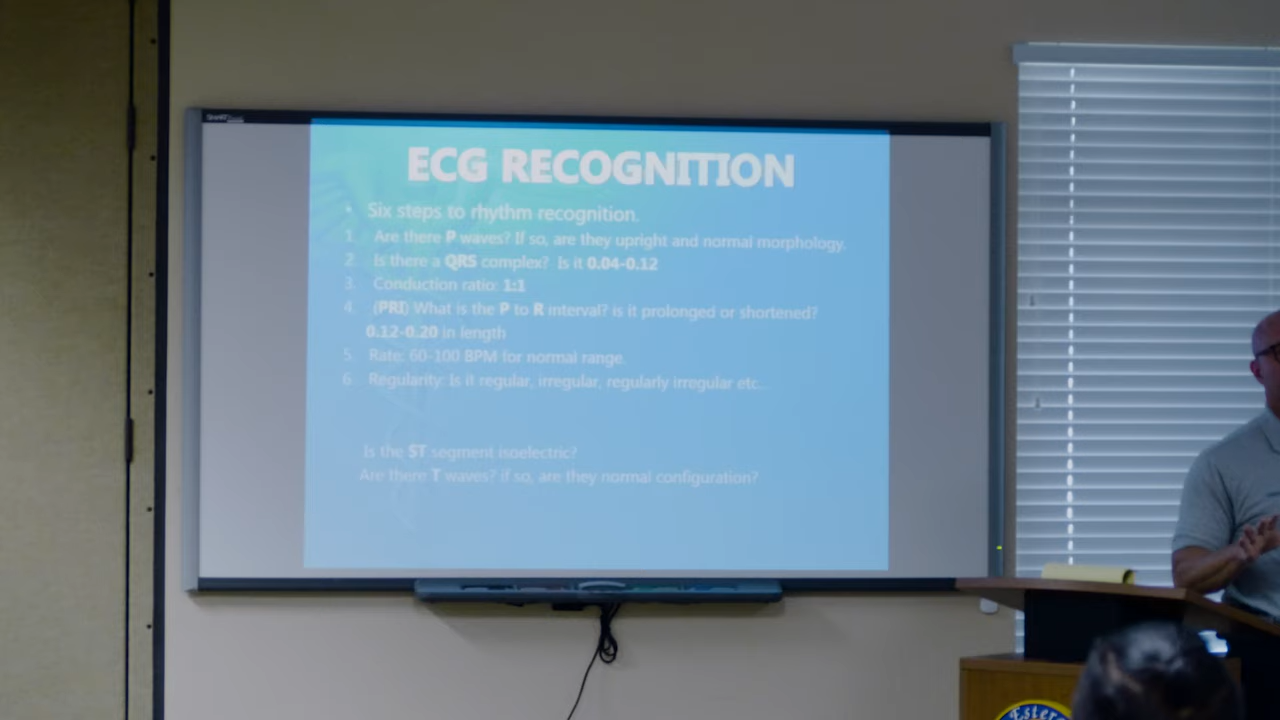 SMART
ECG RECOGNITION
• Six steps to rhythm recognition.
1. Are there P waves? If so, are they upright and normal morphology.
2. Is there a QRS complex? Is it 0.04-0.12
3. Conduction ratio: 1:1
4. (PRI) What is the P to R interval? is it prolonged or shortened?
0.12-0.20 in length
5. Rate: 60-100 BPM for normal range.
6. Regularity: Is it regular, irregular, regularly irregular etc...
Is the ST segment isoelectric?
Are there T waves? if so, are they normal configuration?
Estero